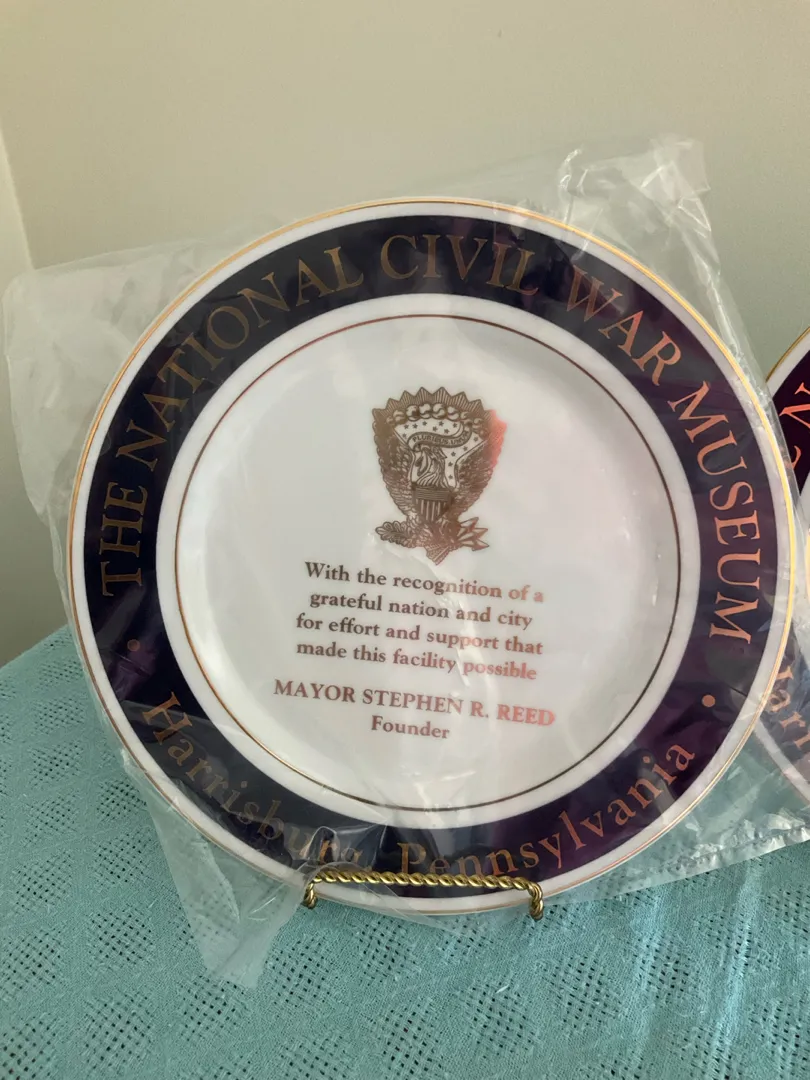 THE NATIONAL CIVIL WAR MUSEUM
With the recognition of a
grateful nation and city
for effort and support that
made this facility possible
MAYOR STEPHEN R. REED
Founder
Harrisburg, Pennsylvania